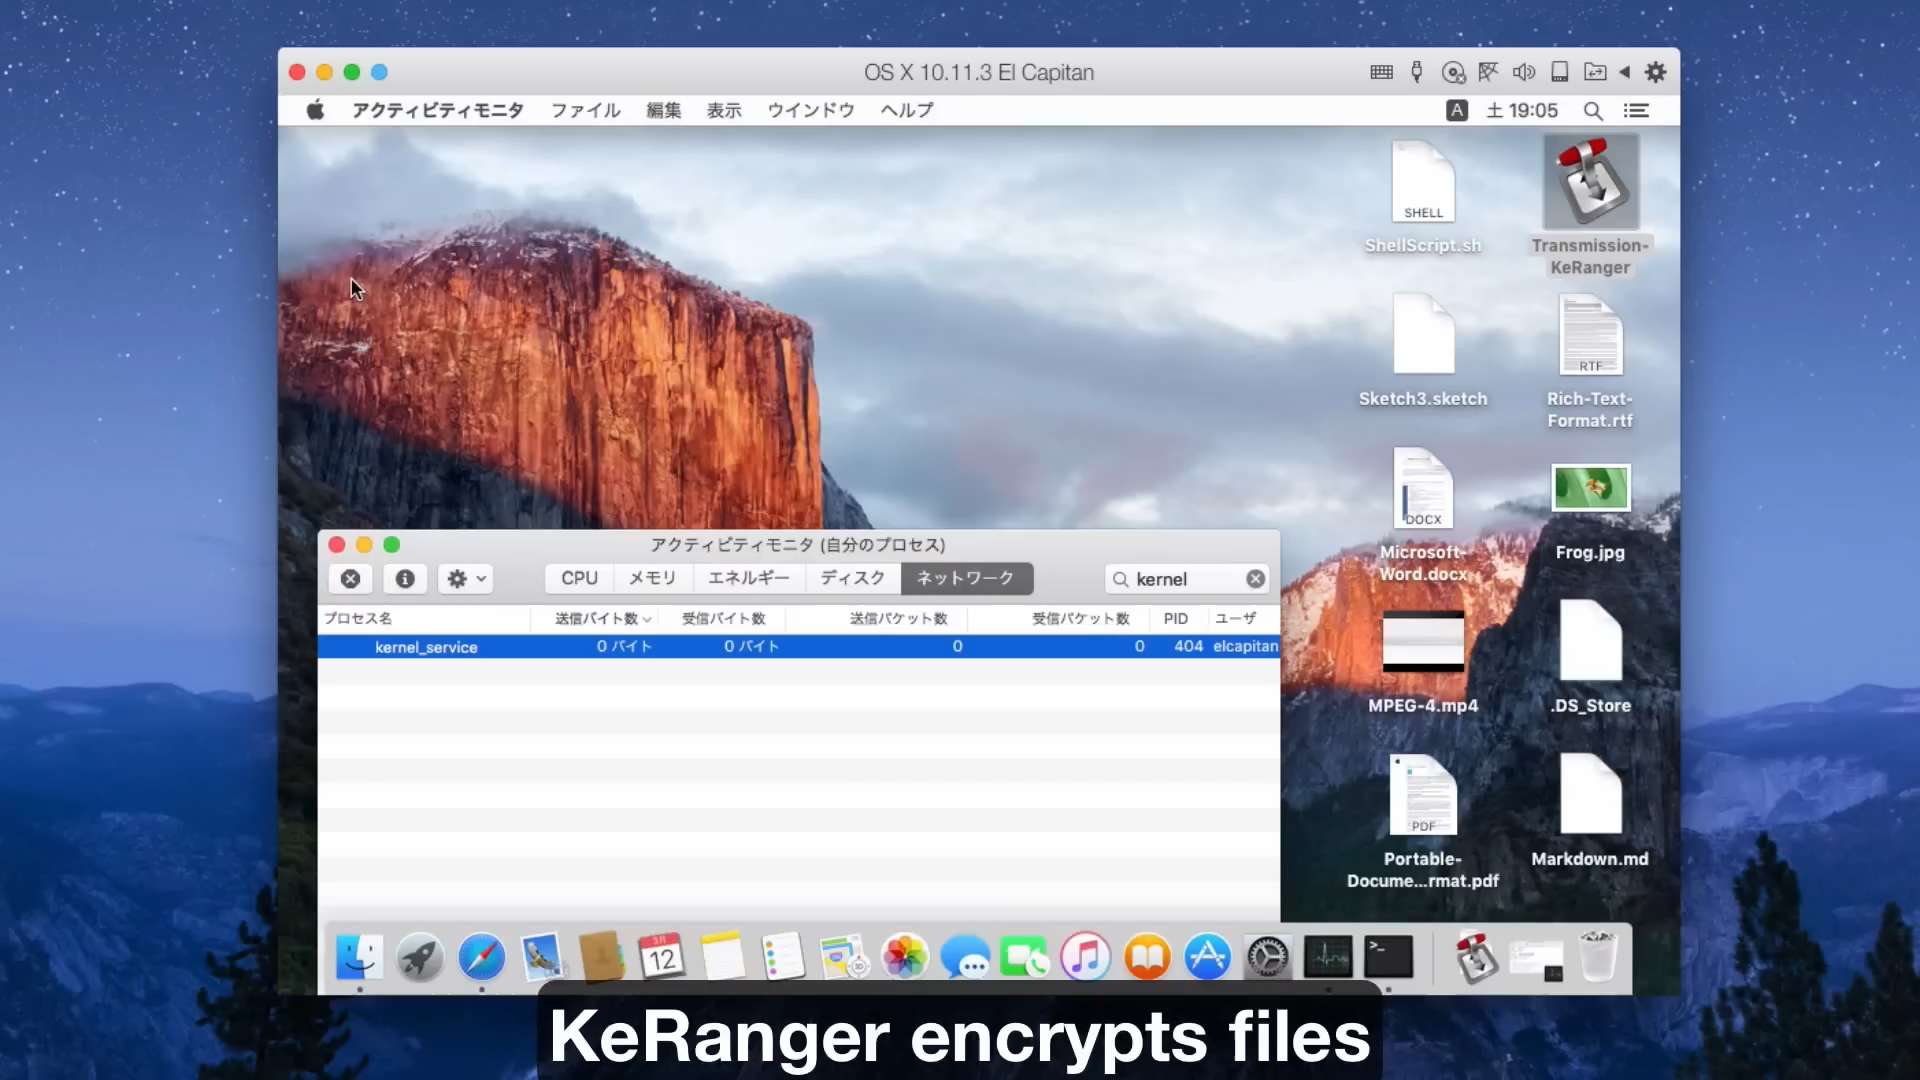 OS X 10.11.3 El Capitan
アクティビティモニタ ファイル 編集 表示 ウインドウ ヘルプ
A 土 19:05
SHELL
ShellScript.sh
Transmission-
KeRanger
Sketch3.sketch
RTF
Rich-Text-
Format.rtf
DOCX
Microsoft-
Word.docx
Frog.jpg
MPEG-4.mp4
.DS_Store
PDF
Portable-
Docume...rmat.pdf
Markdown.md
アクティビティモニタ (自分のプロセス)
CPU メモリ エネルギー ディスク ネットワーク
kernel
プロセス名 送信バイト数 受信バイト数 送信パケット数 受信パケット数 PID ユーザ
kernel_service 0 バイト 0 バイト 0 0 404 elcapitan
3月
12
KeRanger encrypts files